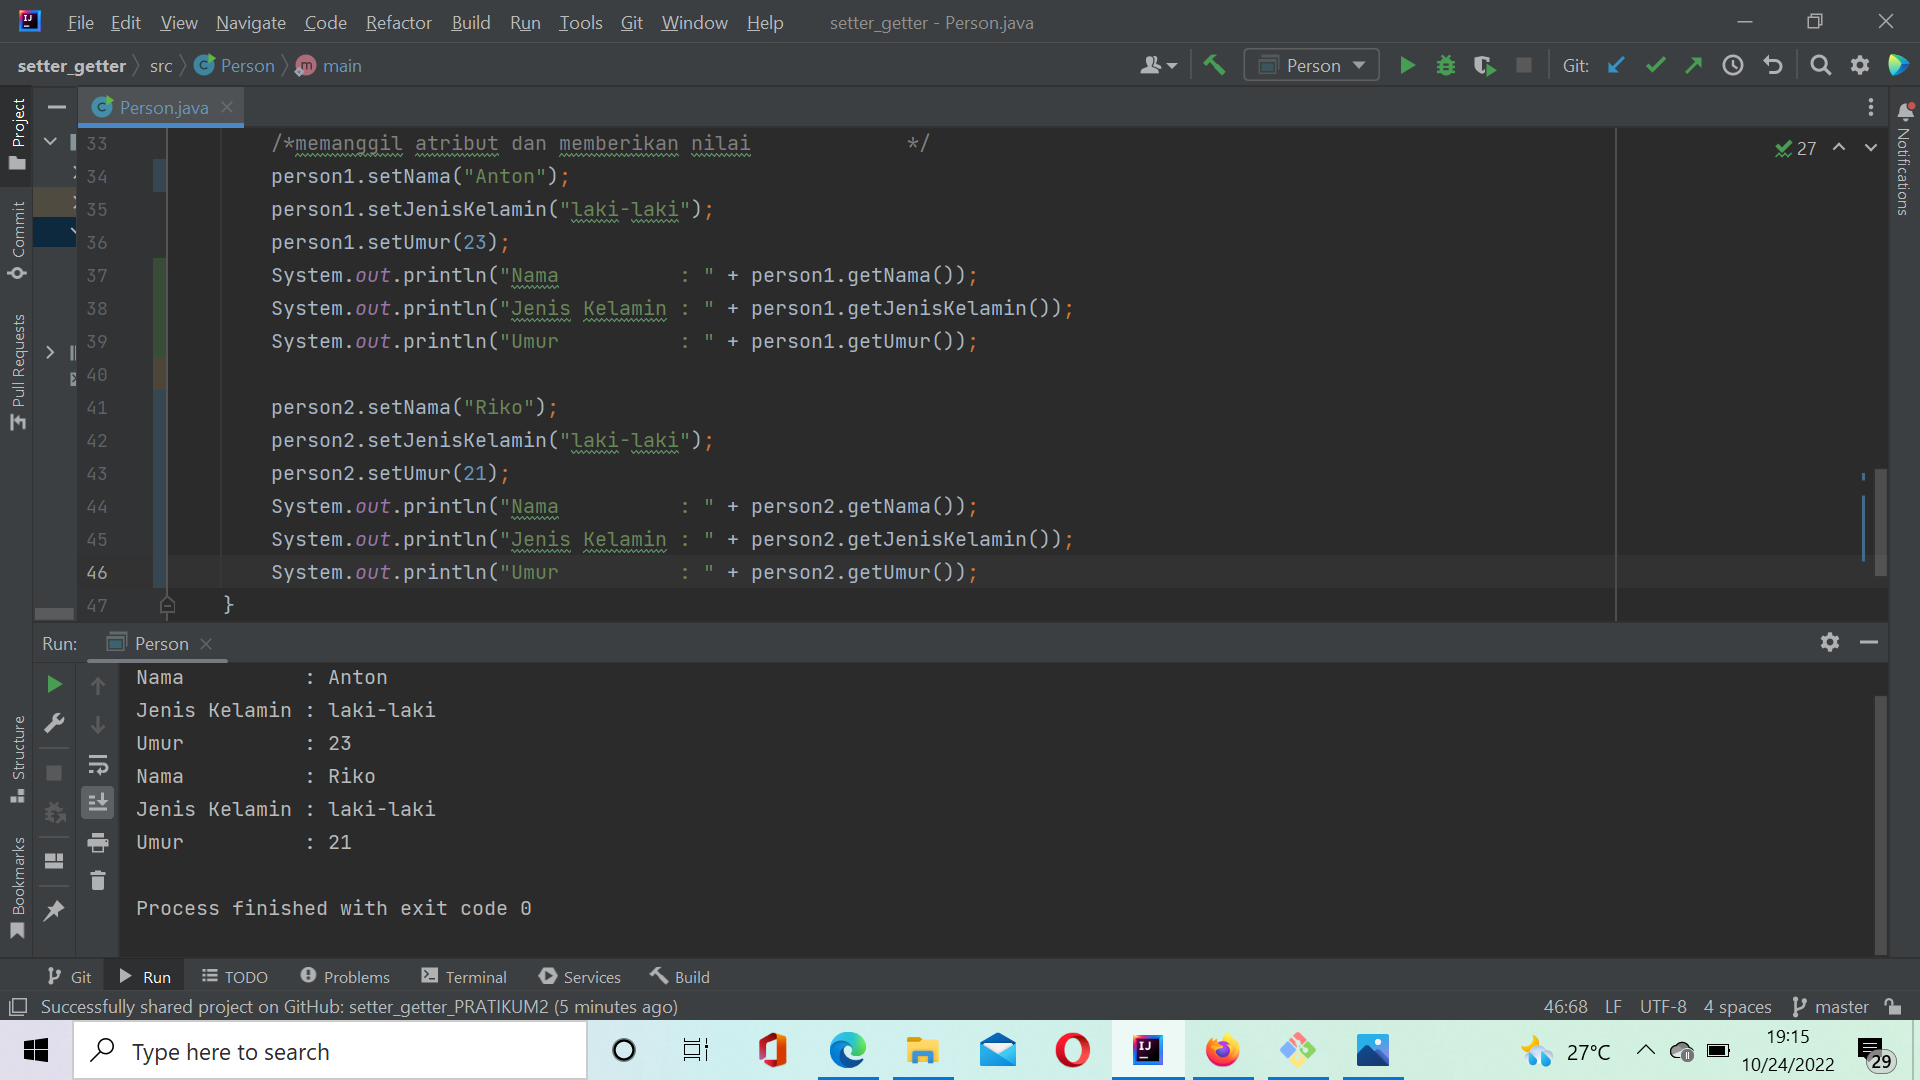 File Edit View Navigate Code Refactor Build Run Tools Git Window Help setter_getter - Person.java
setter_getter src Person main Person Git:
Project
Commit
Pull Requests
Structure
Bookmarks
Notifications
Person.java
27
33 /*memanggil atribut dan memberikan nilai */
34 person1.setNama("Anton");
35 person1.setJenisKelamin("laki-laki");
36 person1.setUmur(23);
37 System.out.println("Nama          : " + person1.getNama());
38 System.out.println("Jenis Kelamin : " + person1.getJenisKelamin());
39 System.out.println("Umur          : " + person1.getUmur());
40
41 person2.setNama("Riko");
42 person2.setJenisKelamin("laki-laki");
43 person2.setUmur(21);
44 System.out.println("Nama          : " + person2.getNama());
45 System.out.println("Jenis Kelamin : " + person2.getJenisKelamin());
46 System.out.println("Umur          : " + person2.getUmur());
47 }
Run: Person
Nama          : Anton
Jenis Kelamin : laki-laki
Umur          : 23
Nama          : Riko
Jenis Kelamin : laki-laki
Umur          : 21
Process finished with exit code 0
Git Run TODO Problems Terminal Services Build
Successfully shared project on GitHub: setter_getter_PRATIKUM2 (5 minutes ago) 46:68 LF UTF-8 4 spaces master
Type here to search
27°C
19:15
10/24/2022
29